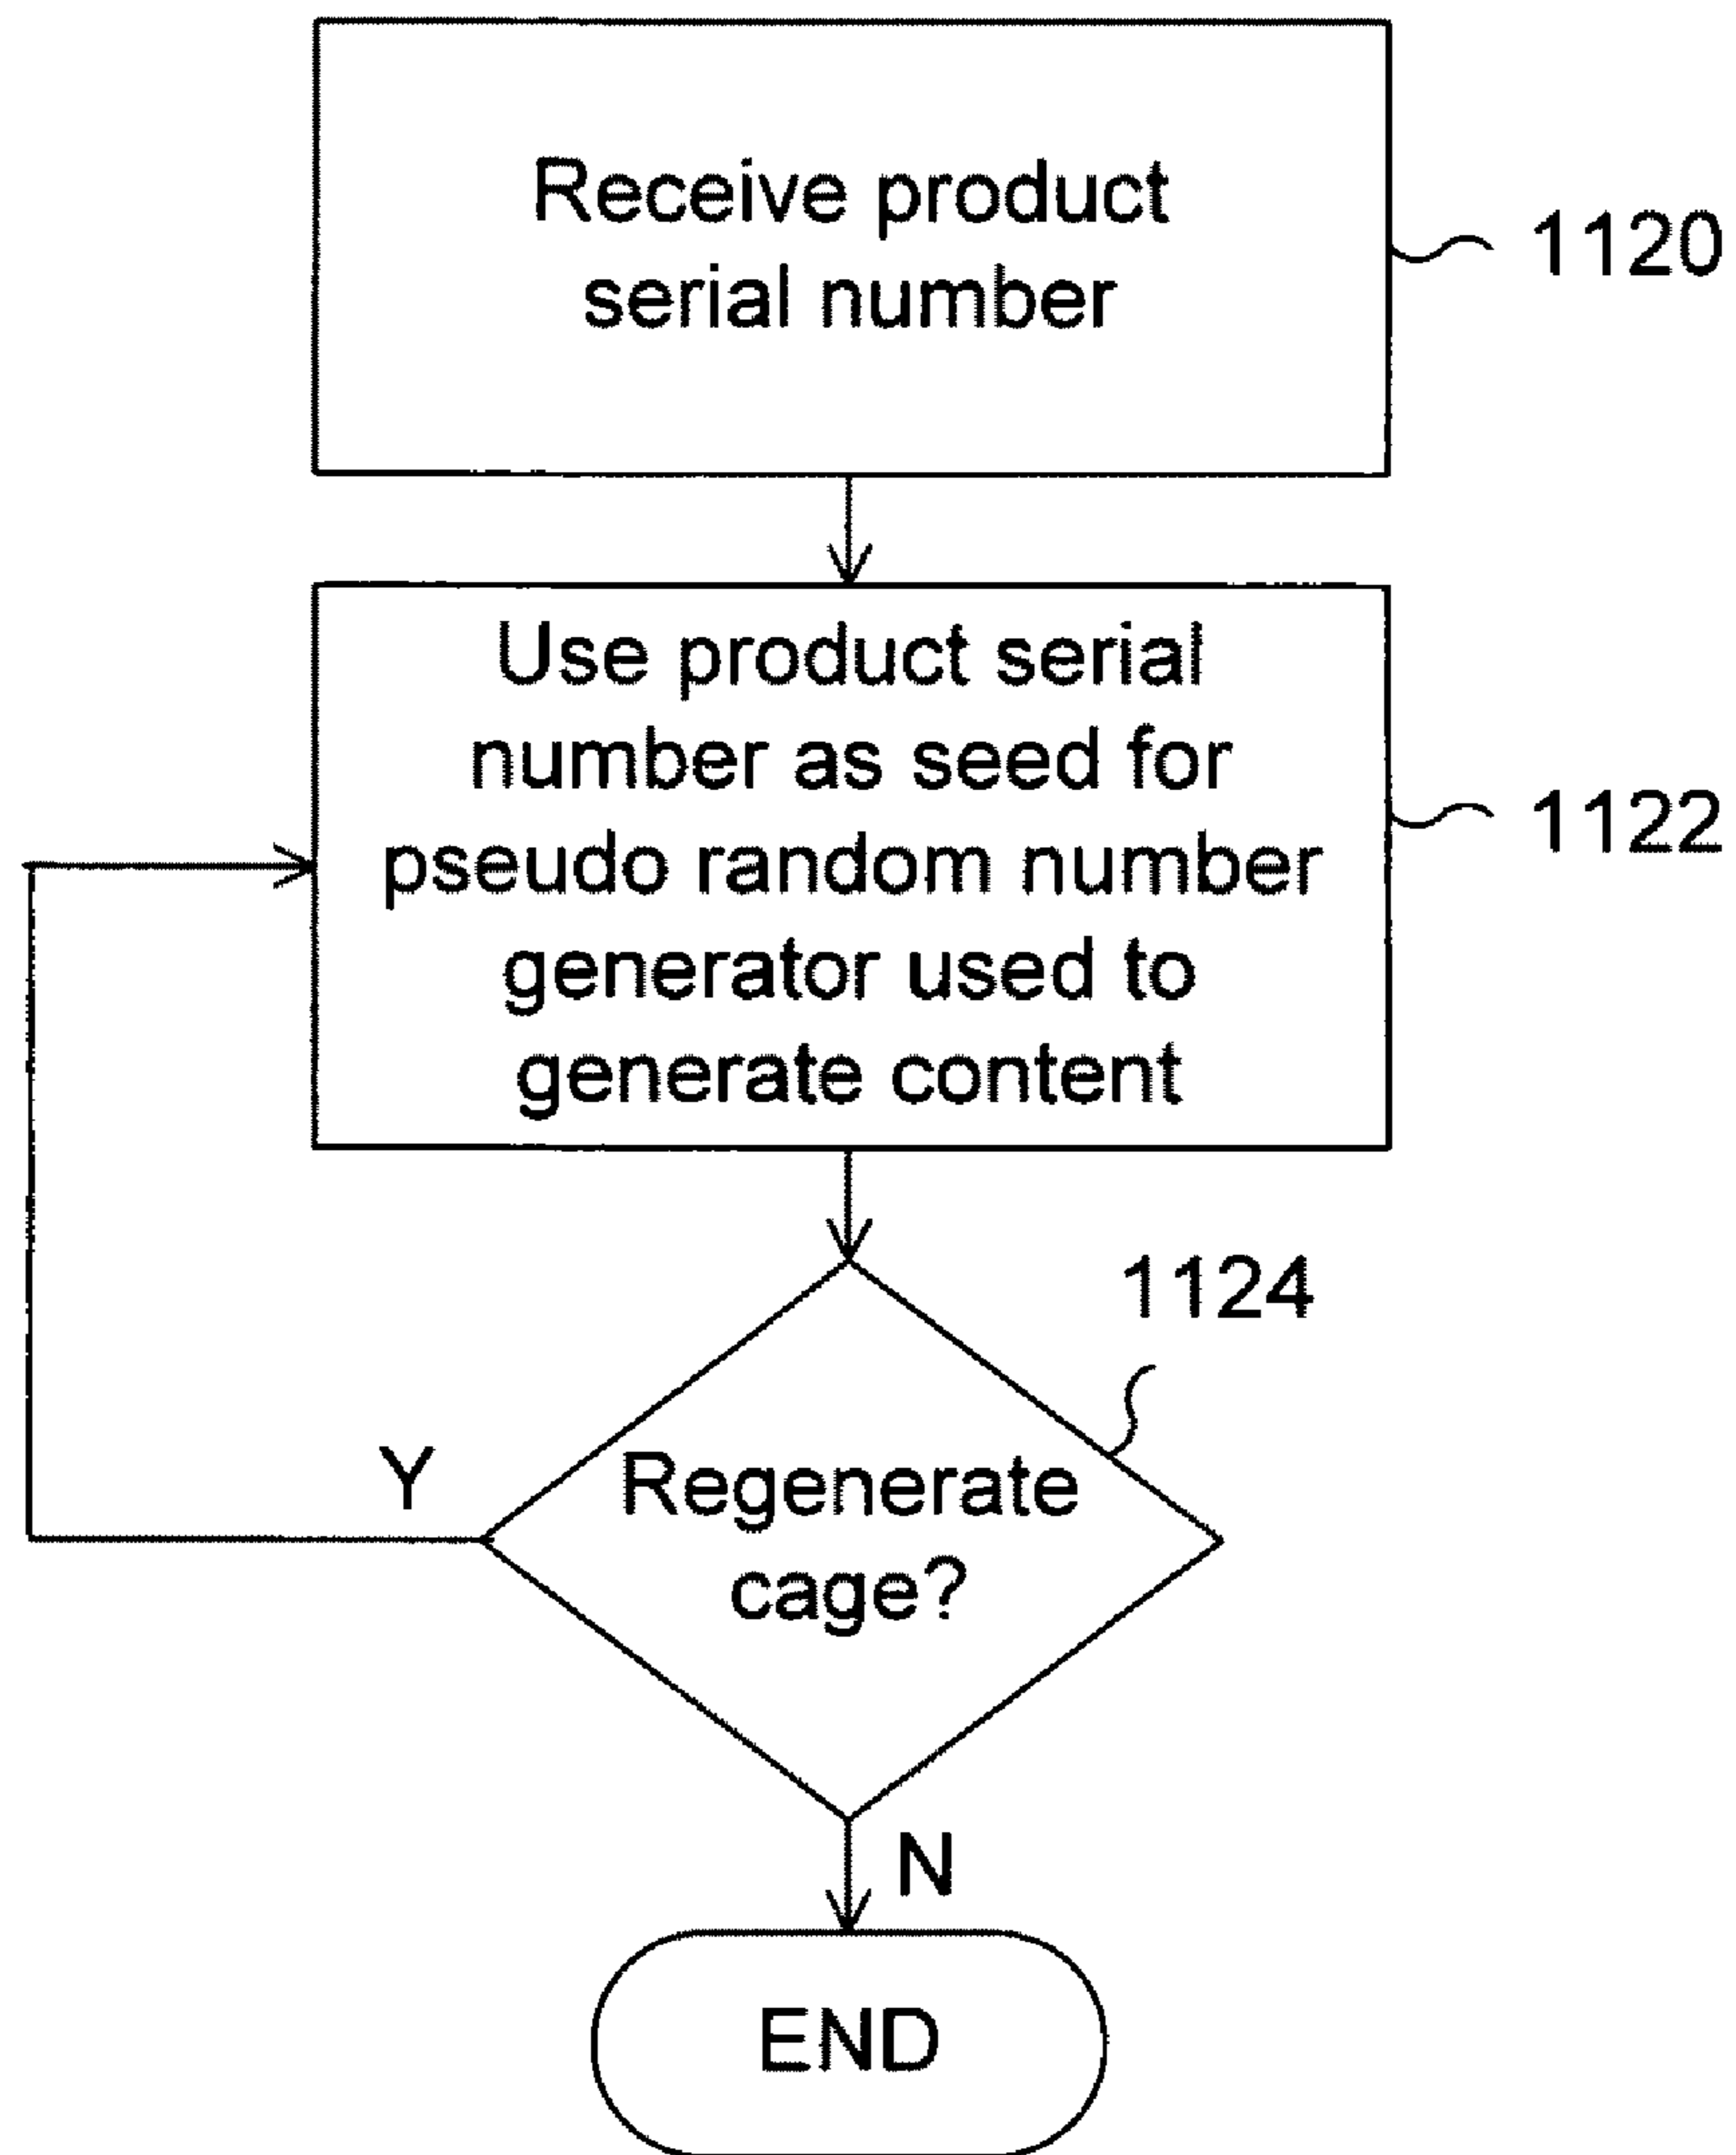 Receive product
serial number
1120
Use product serial
number as seed for
pseudo random number
generator used to
generate content
1122
1124
Regenerate
cage?
Y
N
END